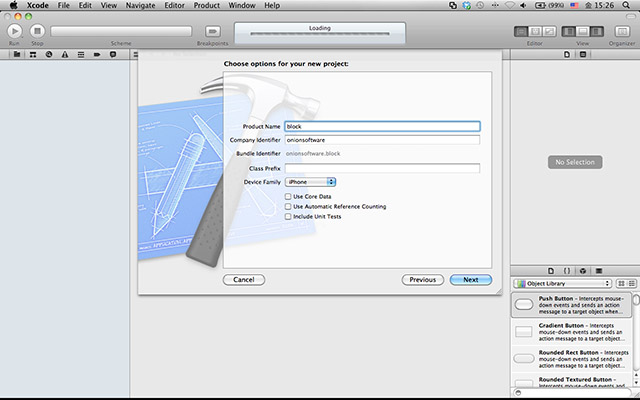 Xcode File Edit View Navigate Editor Product Window Help (99%) 金 15:26
Loading
Run Stop Scheme Breakpoints Editor View Organizer
Choose options for your new project:
Product Name block
Company Identifier onionsoftware
Bundle Identifier onionsoftware.block
Class Prefix
Device Family iPhone
Use Core Data
Use Automatic Reference Counting
Include Unit Tests
Cancel Previous Next
No Selection
{ }
Object Library
Push Button - Intercepts mouse-
down events and sends an action
message to a target object when...
Gradient Button - Intercepts
mouse-down events and sends an
action message to a target object...
Rounded Rect Button - Intercepts
mouse-down events and sends an
action message to a target object...
Rounded Textured Button -
Intercepts mouse-down events and